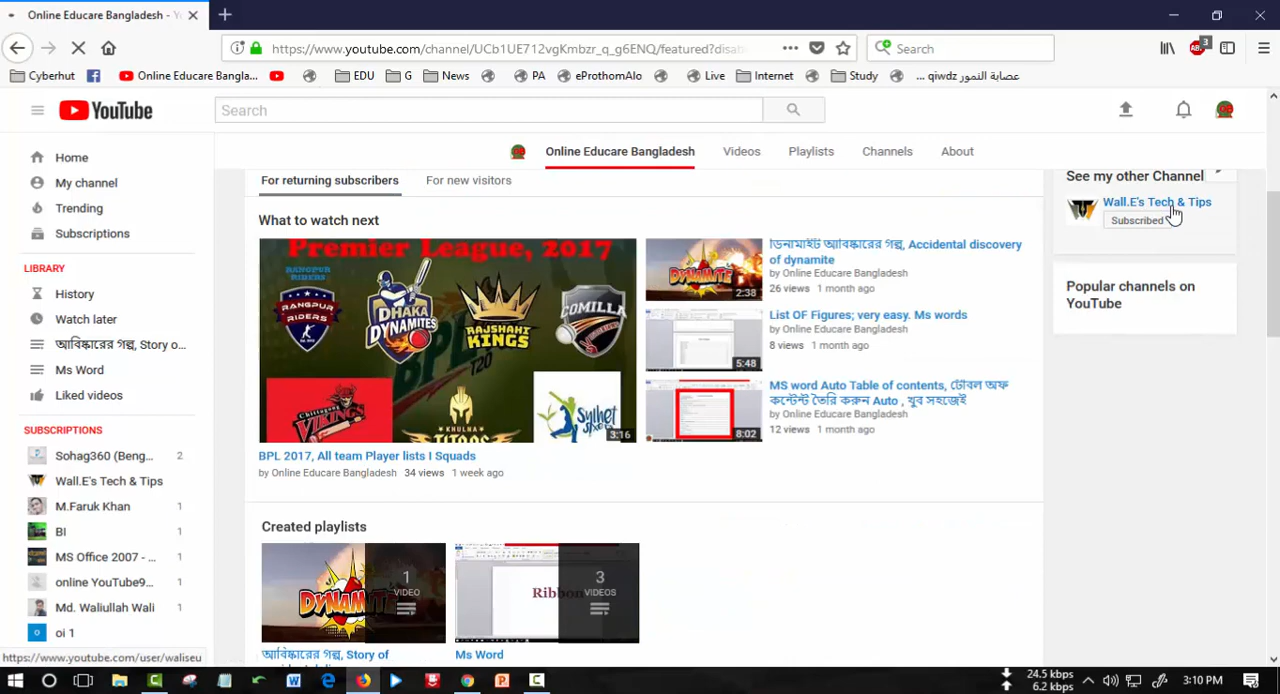 Online Educare Bangladesh - Yo
https://www.youtube.com/channel/UCb1UE712vgKmbzr_q_g6ENQ/featured?disab
Search
3
Cyberhut
Online Educare Bangla...
EDU
G
News
PA
eProthomAlo
Live
Internet
Study
عصابة النمور qiwdz ...
YouTube
Search
Online Educare Bangladesh
Videos
Playlists
Channels
About
Home
My channel
Trending
Subscriptions
LIBRARY
History
Watch later
আবিষ্কারের গল্প, Story o...
Ms Word
Liked videos
SUBSCRIPTIONS
Sohag360 (Beng... 2
Wall.E's Tech & Tips
M.Faruk Khan 1
BI 1
MS Office 2007 - ... 1
online YouTube9... 1
Md. Waliullah Wali 1
oi 1
https://www.youtube.com/user/waliseu
For returning subscribers
For new visitors
What to watch next
Premier League, 2017
RANGPUR
RIDERS
RANGPUR
RIDERS
DHAKA
DYNAMITES
RAJSHAHI
KINGS
COMILLA
BPL
T20
Chittagong
VIKINGS
KHULNA
TITANS
Sylhet
3:16
BPL 2017, All team Player lists I Squads
by Online Educare Bangladesh 34 views 1 week ago
2:38
ডিনামাইট আবিষ্কারের গল্প, Accidental discovery
of dynamite
by Online Educare Bangladesh
26 views 1 month ago
5:48
List OF Figures; very easy. Ms words
by Online Educare Bangladesh
8 views 1 month ago
8:02
MS word Auto Table of contents, টেবিল অফ
কন্টেন্ট তৈরি করুন Auto , খুব সহজেই
by Online Educare Bangladesh
12 views 1 month ago
Created playlists
1
VIDEO
আবিষ্কারের গল্প, Story of
Ribbon
3
VIDEOS
Ms Word
See my other Channel
Wall.E's Tech & Tips
Subscribed
Popular channels on
YouTube
24.5 kbps
6.2 kbps
3:10 PM